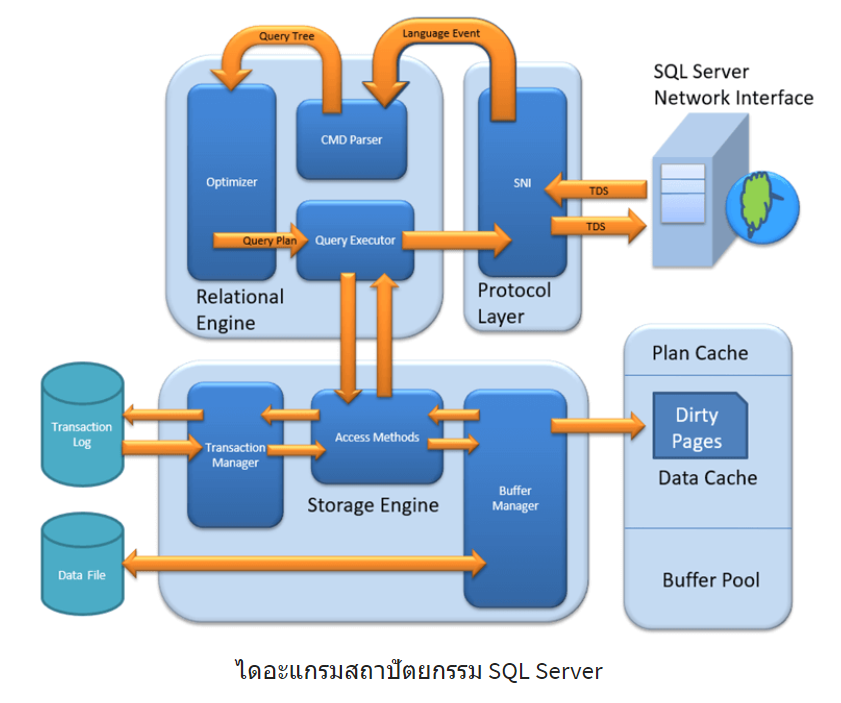 Query Tree
Language Event
SQL Server
Network Interface
CMD Parser
Optimizer
SNI
TDS
TDS
Query Plan
Query Executor
Relational
Engine
Protocol
Layer
Plan Cache
Dirty
Pages
Data Cache
Buffer Pool
Transaction
Log
Transaction
Manager
Access Methods
Storage Engine
Buffer
Manager
Data File
ไดอะแกรมสถาปัตยกรรม SQL Server